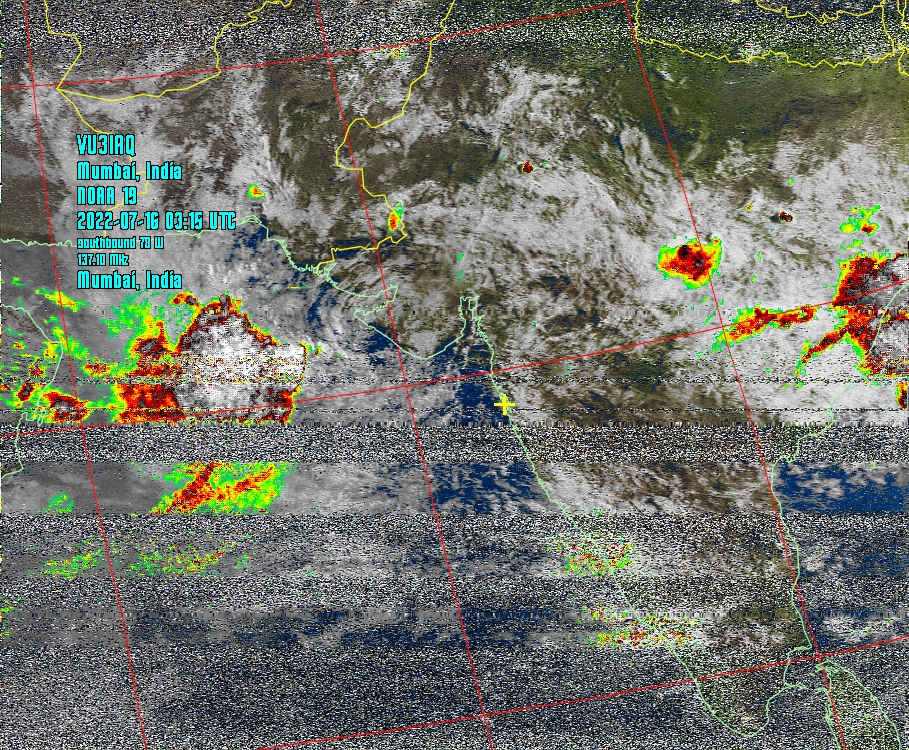 VU3IAQ
Mumbai, India
NOAA 19
2022-07-16 03:15 UTC
southbound 79 W
137.10 MHz
Mumbai, India